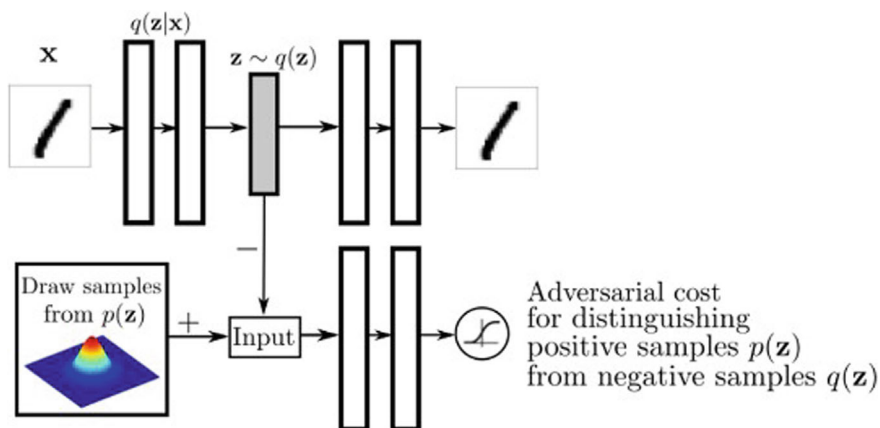 q(z|x)
x
z ∼ q(z)
−
Draw samples
from p(z)
+
Input
Adversarial cost
for distinguishing
positive samples p(z)
from negative samples q(z)